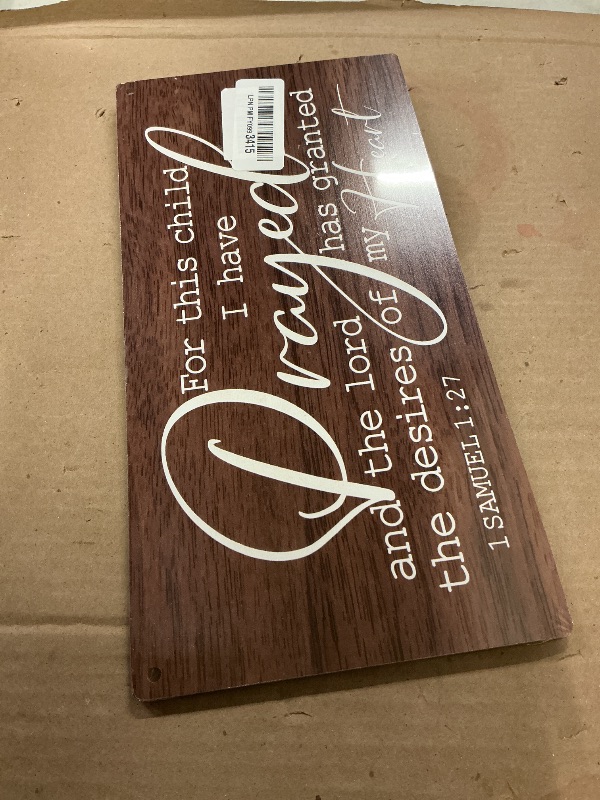 For this child
I have
Prayed
and the lord has granted
the desires of my Heart
1 SAMUEL 1:27